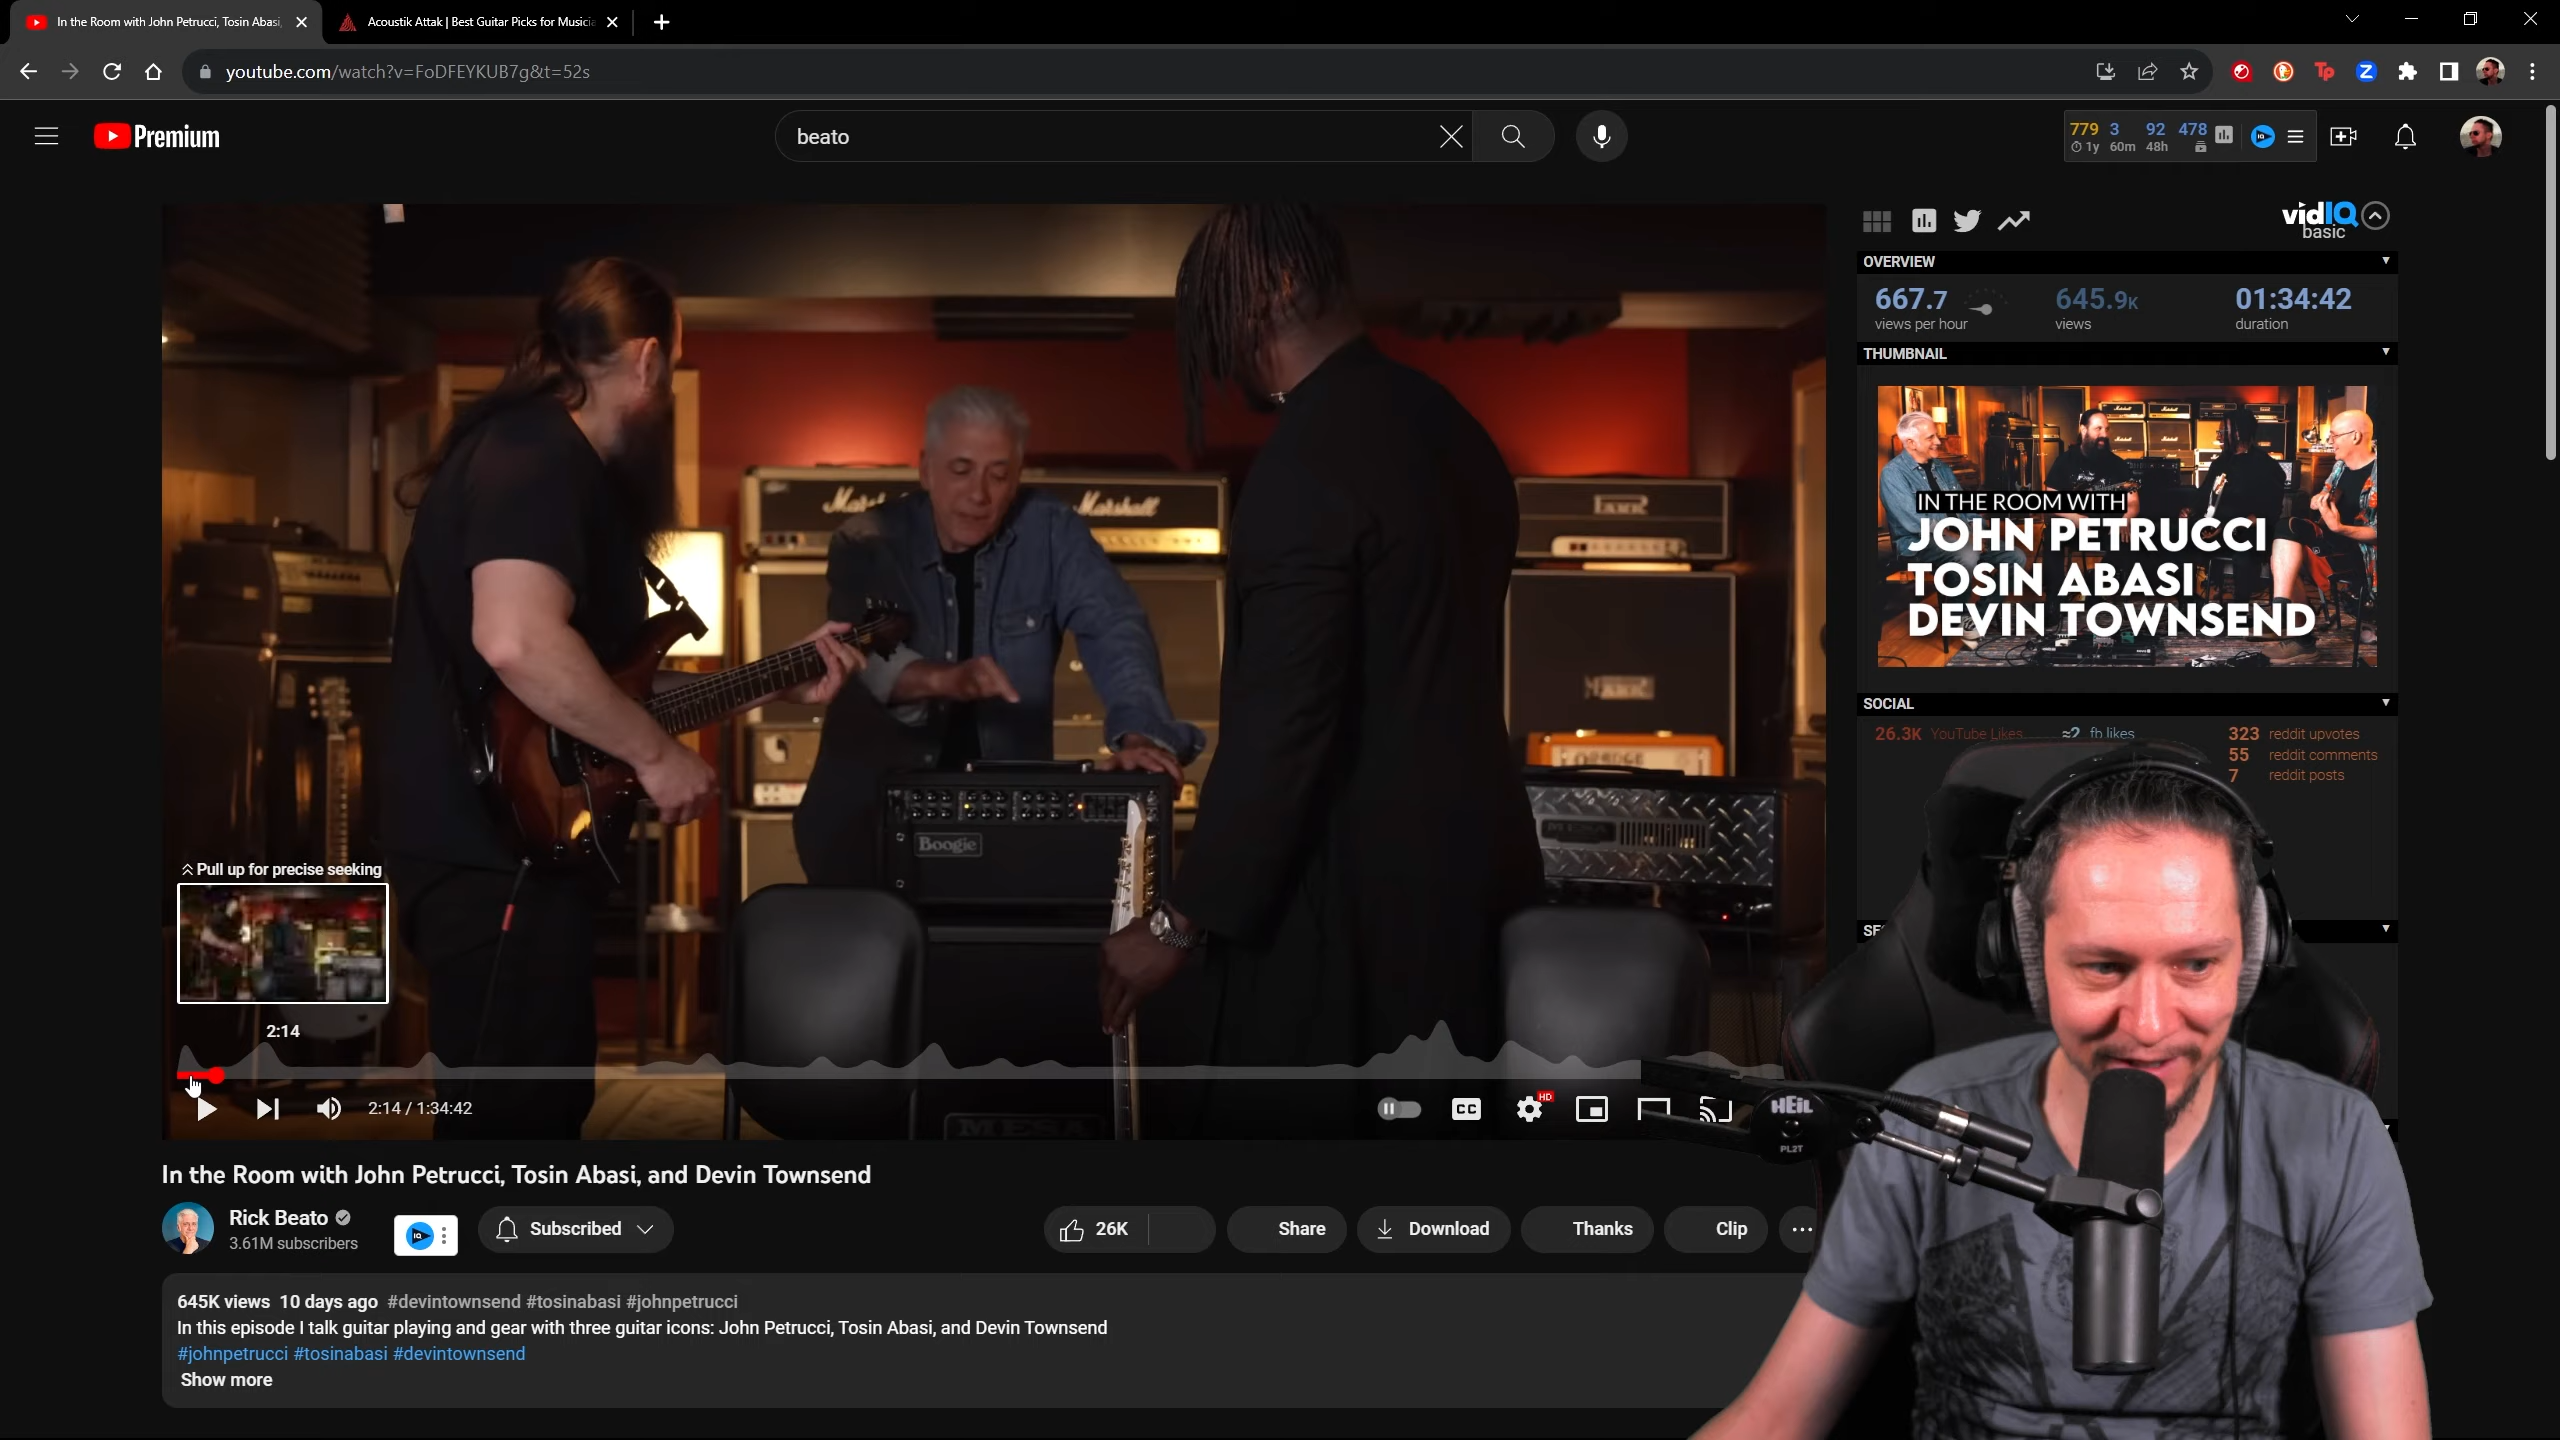 In the Room with John Petrucci, Tosin Abasi,
Acoustik Attak | Best Guitar Picks for Musicia
youtube.com/watch?v=FoDFEYKUB7g&t=52s
Premium
beato
779 3 92 478
1y 60m 48h
vidIQ
basic
OVERVIEW
667.7 645.9K 01:34:42
views per hour views duration
THUMBNAIL
IN THE ROOM WITH
JOHN PETRUCCI
TOSIN ABASI
DEVIN TOWNSEND
SOCIAL
26.3K YouTube Likes ≈2 fb likes 323 reddit upvotes
55 reddit comments
7 reddit posts
Marshall
Boogie
MESA
Pull up for precise seeking
2:14
2:14 / 1:34:42
CC
HD
HEiL
PL2T
In the Room with John Petrucci, Tosin Abasi, and Devin Townsend
Rick Beato
3.61M subscribers
Subscribed
26K
Share
Download
Thanks
Clip
645K views 10 days ago #devintownsend #tosinabasi #johnpetrucci
In this episode I talk guitar playing and gear with three guitar icons: John Petrucci, Tosin Abasi, and Devin Townsend
#johnpetrucci #tosinabasi #devintownsend
Show more